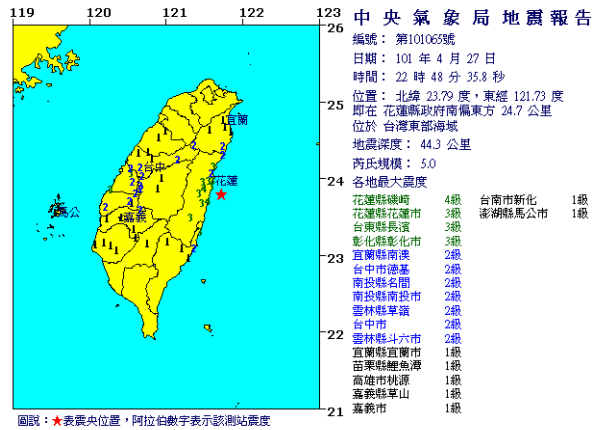 119 120 121 122 123
26
25
24
23
22
21
宜蘭
台中
花蓮
馬公
嘉義
圖說：★表震央位置，阿拉伯數字表示該測站震度
中央氣象局地震報告
編號： 第101065號
日期： 101 年 4 月 27 日
時間： 22 時 48 分 35.8 秒
位置： 北緯 23.79 度，東經 121.73 度
即在 花蓮縣政府南偏東方 24.7 公里
位於 台灣東部海域
地震深度： 44.3 公里
芮氏規模： 5.0
各地最大震度
花蓮縣磯崎 4級 台南市新化 1級
花蓮縣花蓮市 3級 澎湖縣馬公市 1級
台東縣長濱 3級
彰化縣彰化市 3級
宜蘭縣南澳 2級
台中市德基 2級
南投縣名間 2級
南投縣南投市 2級
雲林縣草嶺 2級
台中市 2級
雲林縣斗六市 2級
宜蘭縣宜蘭市 1級
苗栗縣鯉魚潭 1級
高雄市桃源 1級
嘉義縣草山 1級
嘉義市 1級